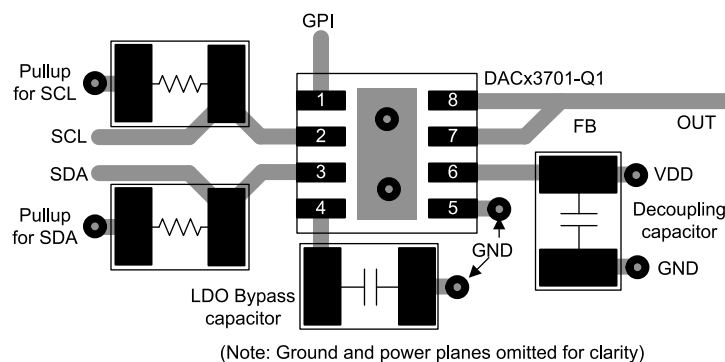 GPI
Pullup
for SCL
DACx3701-Q1
1
8
SCL
2
7
FB
OUT
SDA
3
6
VDD
Pullup
for SDA
4
5
Decoupling
capacitor
GND
GND
LDO Bypass
capacitor
(Note: Ground and power planes omitted for clarity)